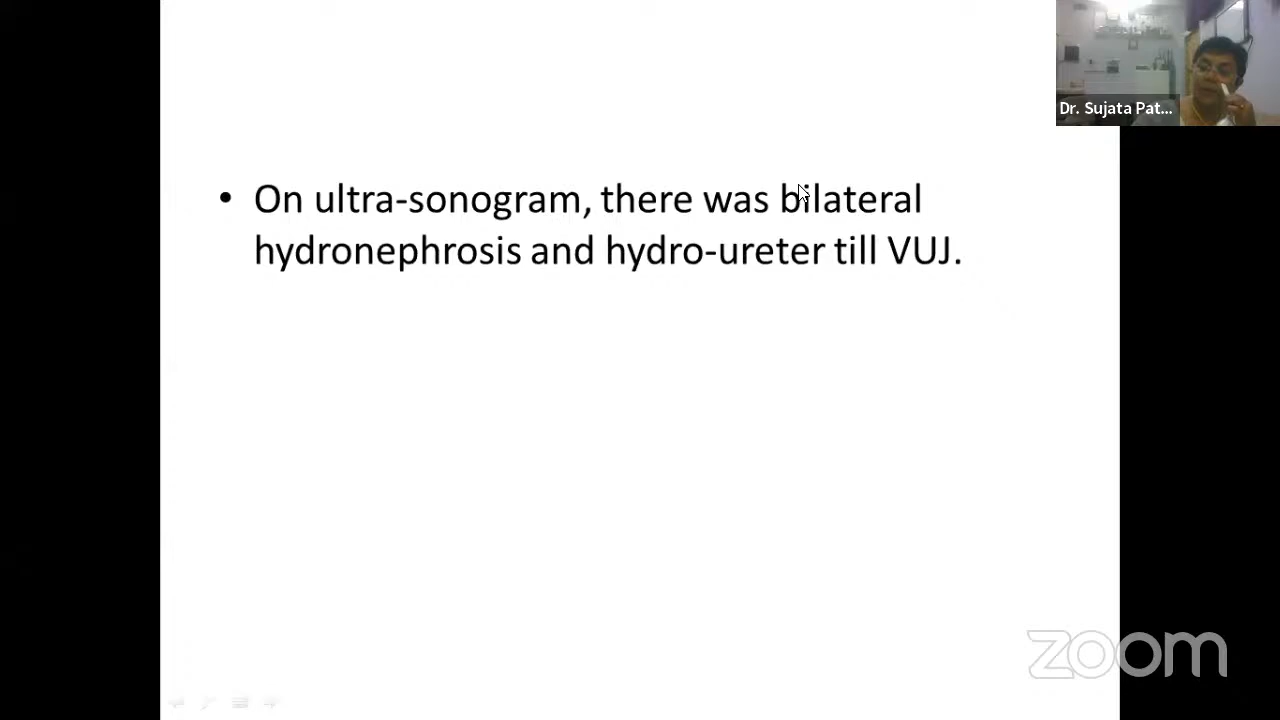 Dr. Sujata Pat...
• On ultra-sonogram, there was bilateral
hydronephrosis and hydro-ureter till VUJ.
zoom